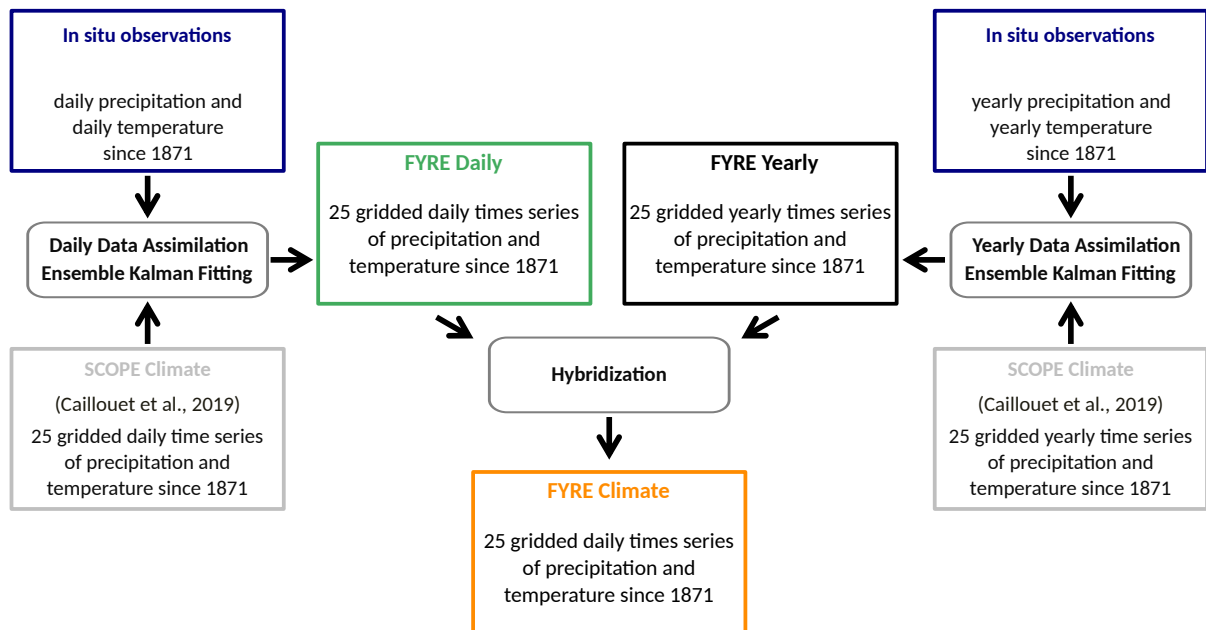 In situ observations
daily precipitation and
daily temperature
since 1871
Daily Data Assimilation
Ensemble Kalman Fitting
SCOPE Climate
(Caillouet et al., 2019)
25 gridded daily time series
of precipitation and
temperature since 1871
FYRE Daily
25 gridded daily times series
of precipitation and
temperature since 1871
FYRE Yearly
25 gridded yearly times series
of precipitation and
temperature since 1871
In situ observations
yearly precipitation and
yearly temperature
since 1871
Yearly Data Assimilation
Ensemble Kalman Fitting
SCOPE Climate
(Caillouet et al., 2019)
25 gridded yearly time series
of precipitation and
temperature since 1871
Hybridization
FYRE Climate
25 gridded daily times series
of precipitation and
temperature since 1871